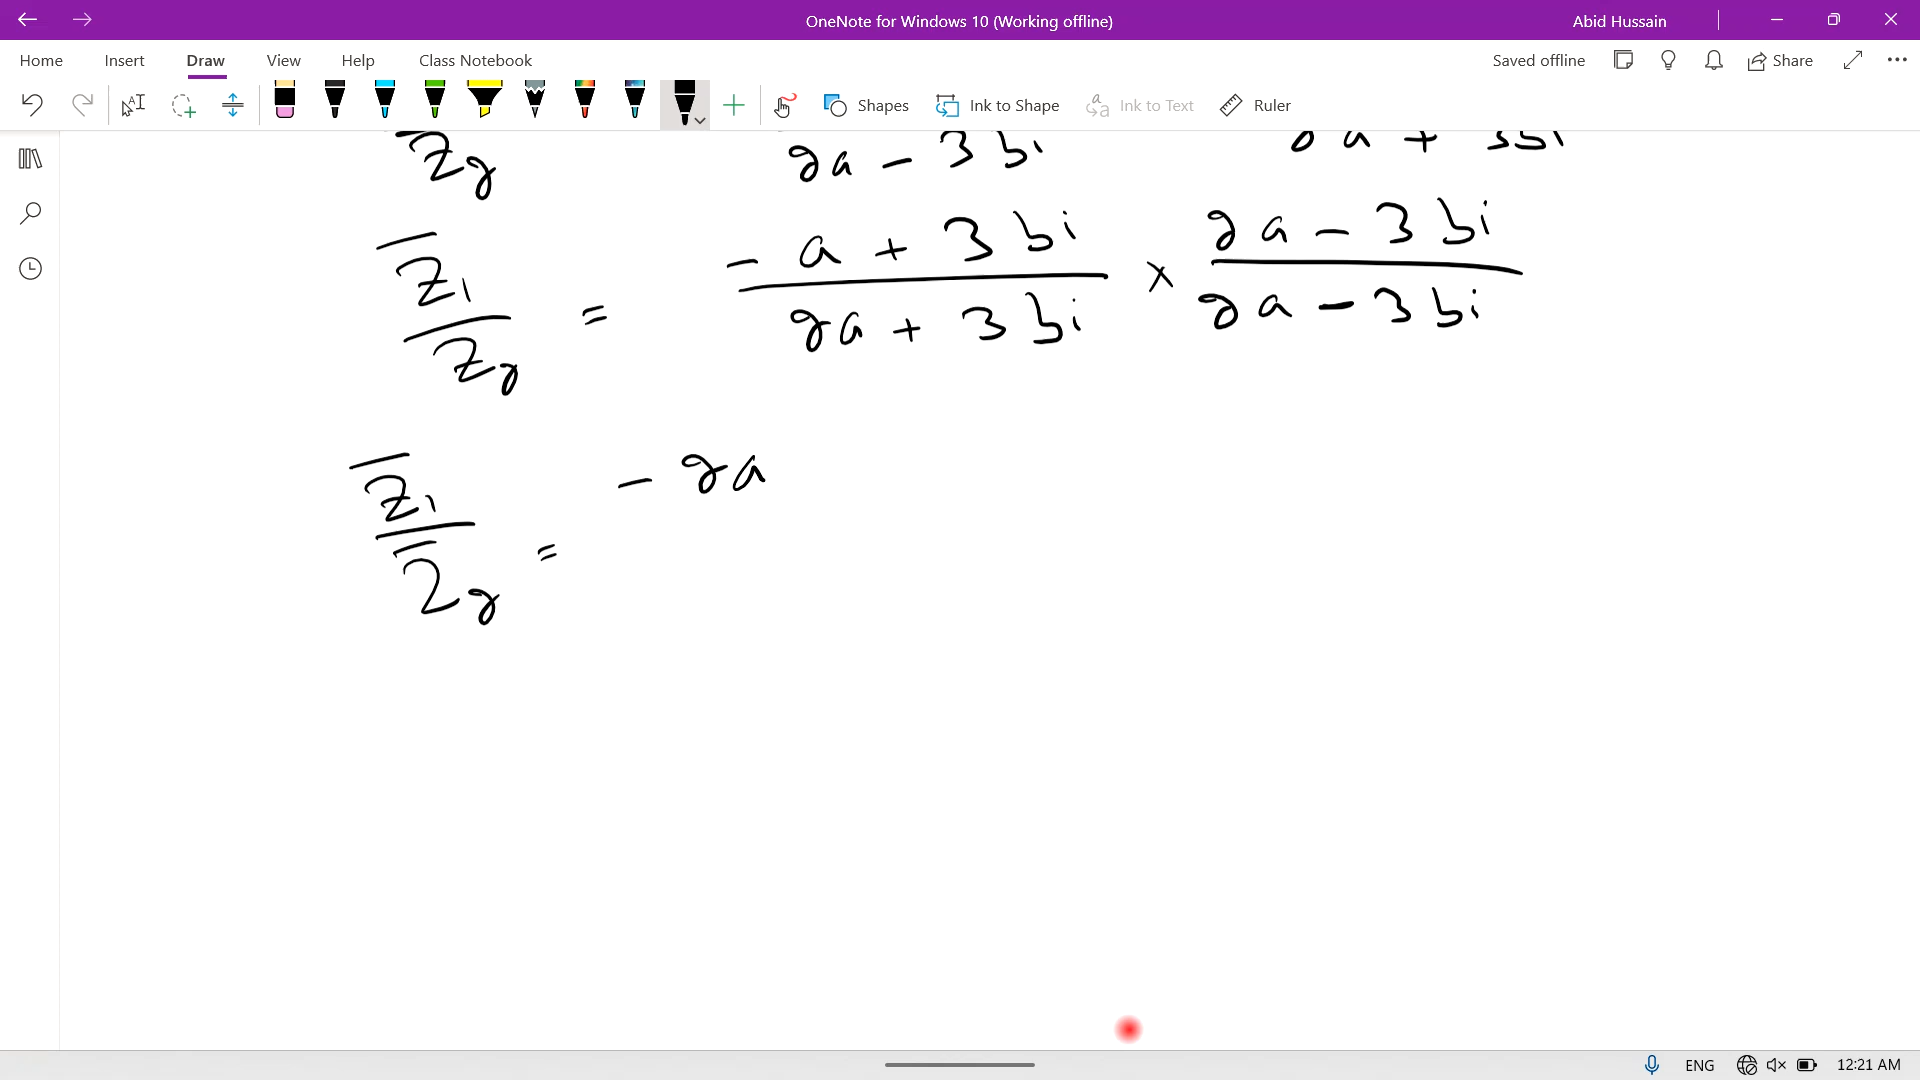 OneNote for Windows 10 (Working offline)
Abid Hussain
Home Insert Draw View Help Class Notebook
Saved offline Share
Shapes Ink to Shape Ink to Text Ruler
z2 2a - 3bi 2a + 3bi
z̅1 / z̅2 = - a + 3bi / 2a + 3bi × 2a - 3bi / 2a - 3bi
z̅1 / z̅2 = - 2a
ENG 12:21 AM